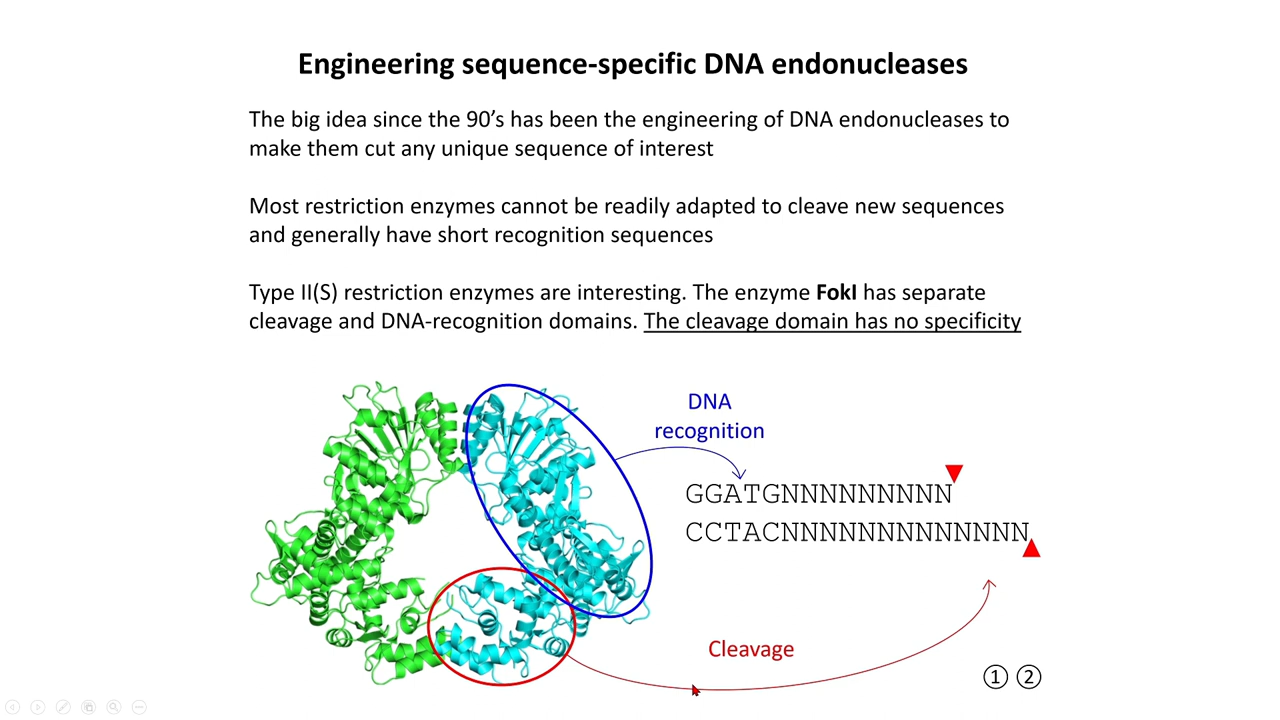 Engineering sequence-specific DNA endonucleases
The big idea since the 90’s has been the engineering of DNA endonucleases to
make them cut any unique sequence of interest
Most restriction enzymes cannot be readily adapted to cleave new sequences
and generally have short recognition sequences
Type II(S) restriction enzymes are interesting. The enzyme FokI has separate
cleavage and DNA-recognition domains. The cleavage domain has no specificity
DNA
recognition
GGATGNNNNNNNNN
CCTACNNNNNNNNNNNNN
Cleavage
① ②